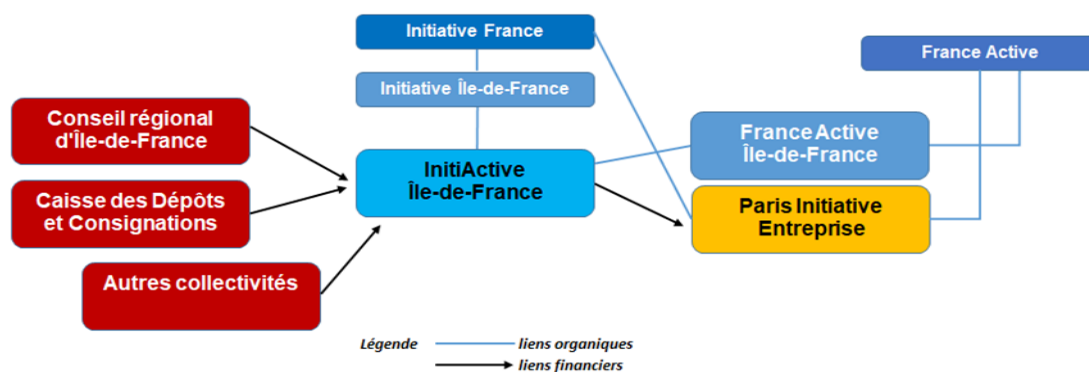 Initiative France
France Active
Initiative Île-de-France
Conseil régional
d'Île-de-France
InitiActive
Île-de-France
France Active
Île-de-France
Caisse des Dépôts
et Consignations
Paris Initiative
Entreprise
Autres collectivités
Légende
liens organiques
liens financiers